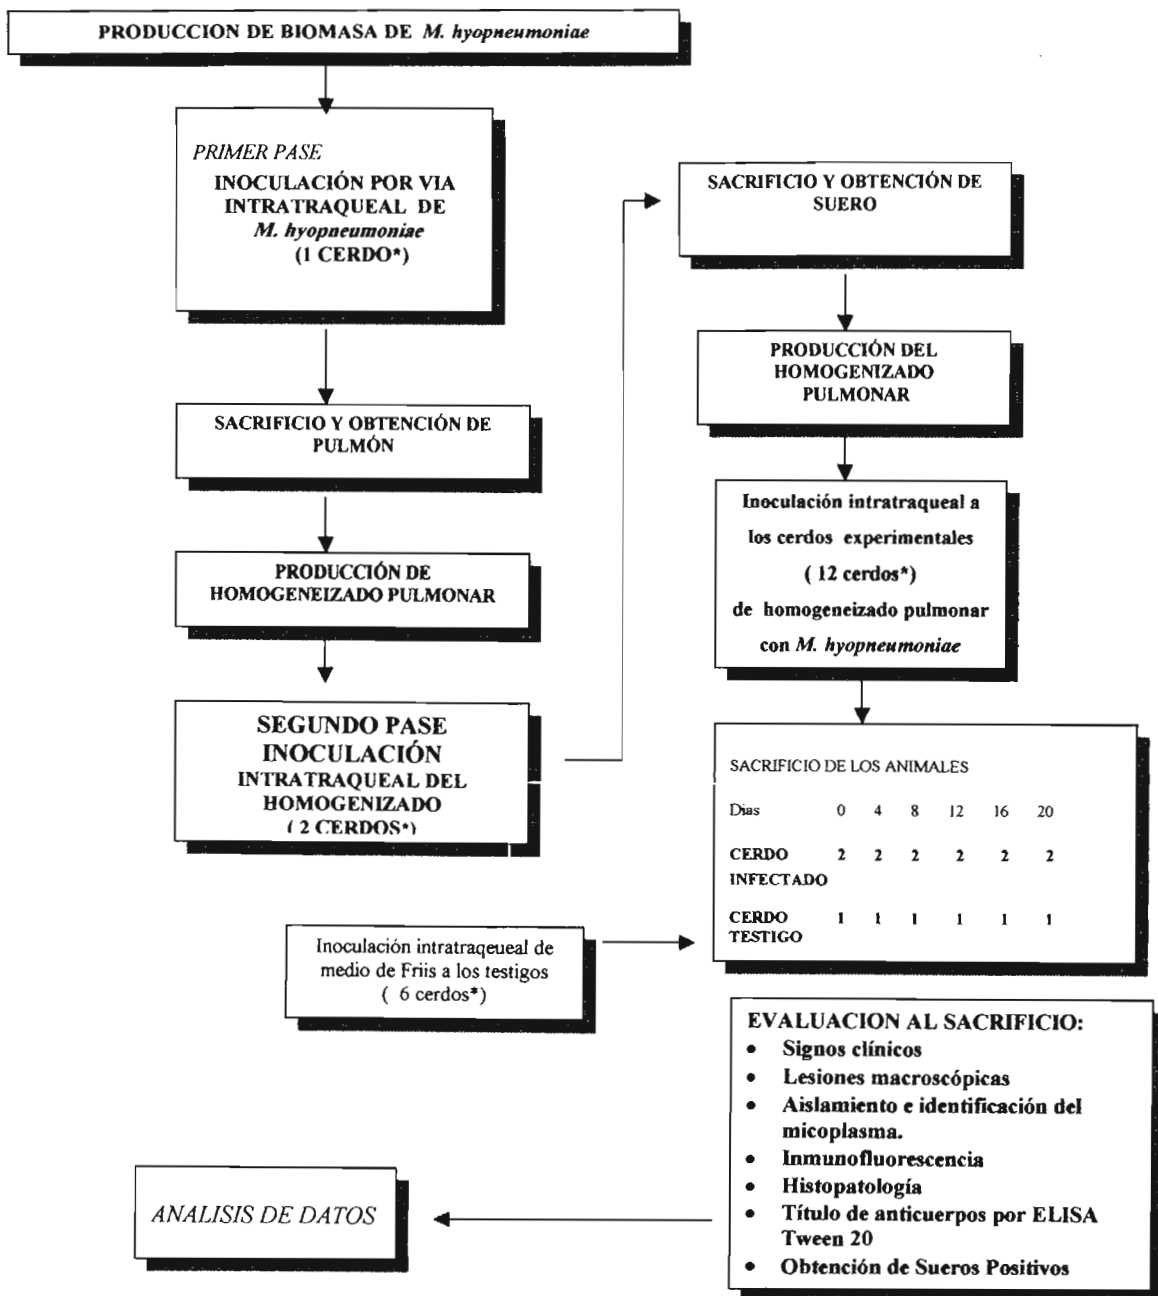 PRODUCCION DE BIOMASA DE M. hyopneumoniae
PRIMER PASE
INOCULACIÓN POR VIA
INTRATRAQUEAL DE
M. hyopneumoniae
(1 CERDO*)
SACRIFICIO Y OBTENCIÓN DE
PULMÓN
PRODUCCIÓN DE
HOMOGENEIZADO PULMONAR
SEGUNDO PASE
INOCULACIÓN
INTRATRAQUEAL DEL
HOMOGENIZADO
( 2 CERDOS*)
SACRIFICIO Y OBTENCIÓN DE
SUERO
PRODUCCIÓN DEL
HOMOGENIZADO
PULMONAR
Inoculación intratraqueal a
los cerdos experimentales
( 12 cerdos*)
de homogeneizado pulmonar
con M. hyopneumoniae
SACRIFICIO DE LOS ANIMALES
Dias 0 4 8 12 16 20
CERDO 2 2 2 2 2 2
INFECTADO
CERDO 1 1 1 1 1 1
TESTIGO
Inoculación intratraqeueal de
medio de Friis a los testigos
( 6 cerdos*)
EVALUACION AL SACRIFICIO:
• Signos clínicos
• Lesiones macroscópicas
• Aislamiento e identificación del
micoplasma.
• Inmunofluorescencia
• Histopatología
• Título de anticuerpos por ELISA
Tween 20
• Obtención de Sueros Positivos
ANALISIS DE DATOS